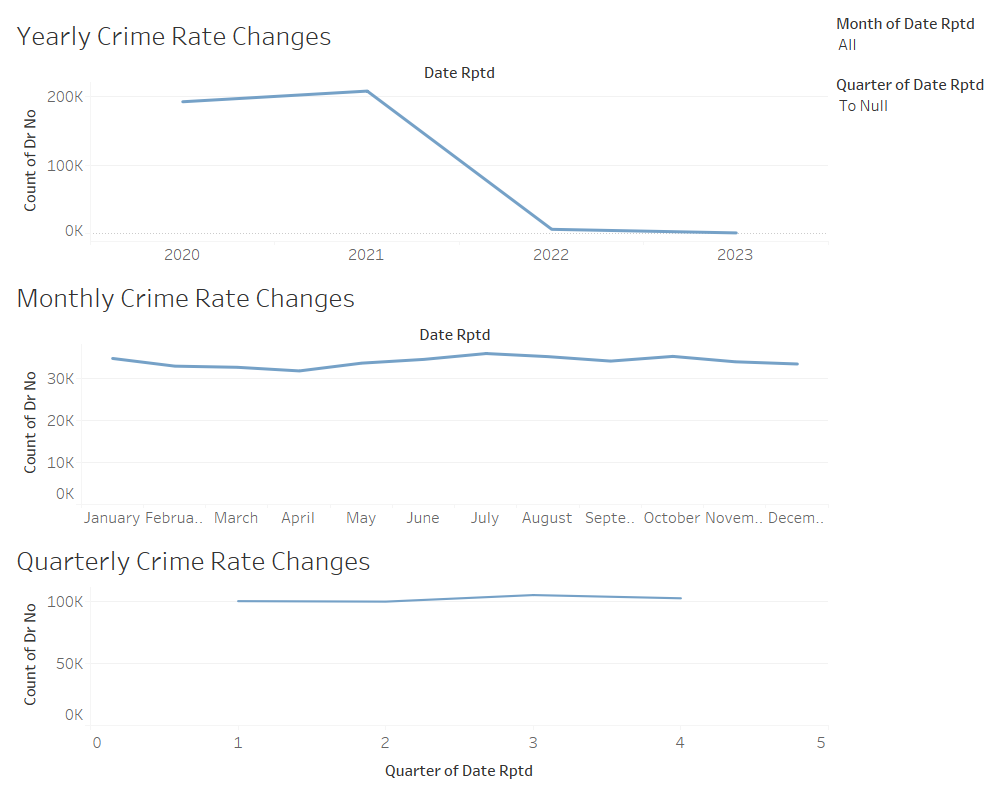 Yearly Crime Rate Changes
Date Rptd
Count of Dr No
200K
100K
0K
2020 2021 2022 2023
Month of Date Rptd
All
Quarter of Date Rptd
To Null
Monthly Crime Rate Changes
Date Rptd
Count of Dr No
30K
20K
10K
0K
January Februa.. March April May June July August Septe.. October Novem.. Decem..
Quarterly Crime Rate Changes
Count of Dr No
100K
50K
0K
0 1 2 3 4 5
Quarter of Date Rptd